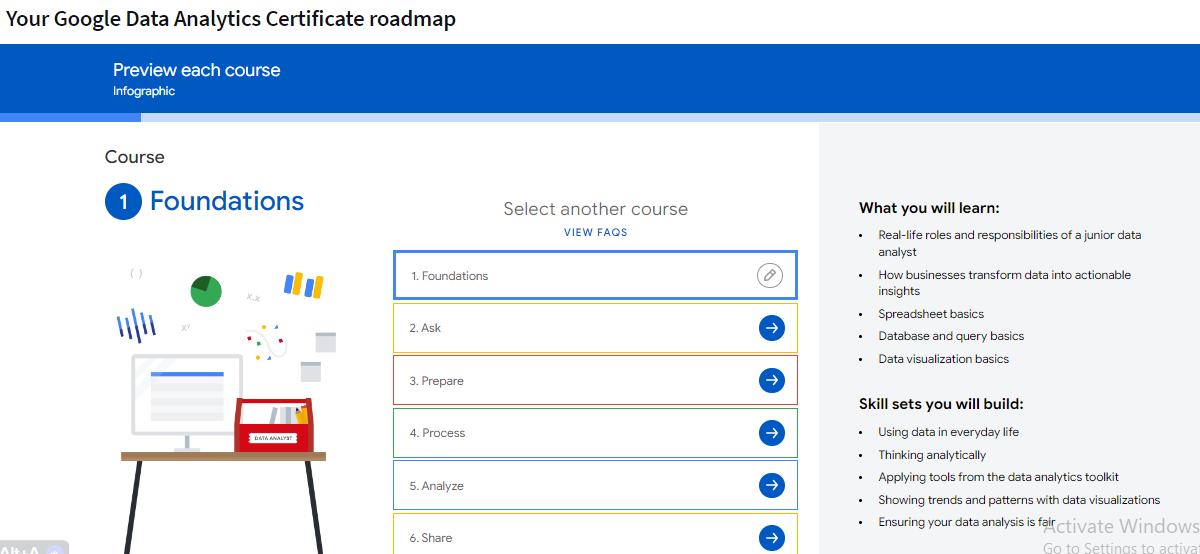 Your Google Data Analytics Certificate roadmap
Preview each course
Infographic
Course
1 Foundations
( )
x.x
x^y
DATA ANALYST
Select another course
VIEW FAQS
1. Foundations
2. Ask
3. Prepare
4. Process
5. Analyze
6. Share
What you will learn:
• Real-life roles and responsibilities of a junior data
analyst
• How businesses transform data into actionable
insights
• Spreadsheet basics
• Database and query basics
• Data visualization basics
Skill sets you will build:
• Using data in everyday life
• Thinking analytically
• Applying tools from the data analytics toolkit
• Showing trends and patterns with data visualizations
• Ensuring your data analysis is fair
Activate Windows
Go to Settings to activat
Alt+A